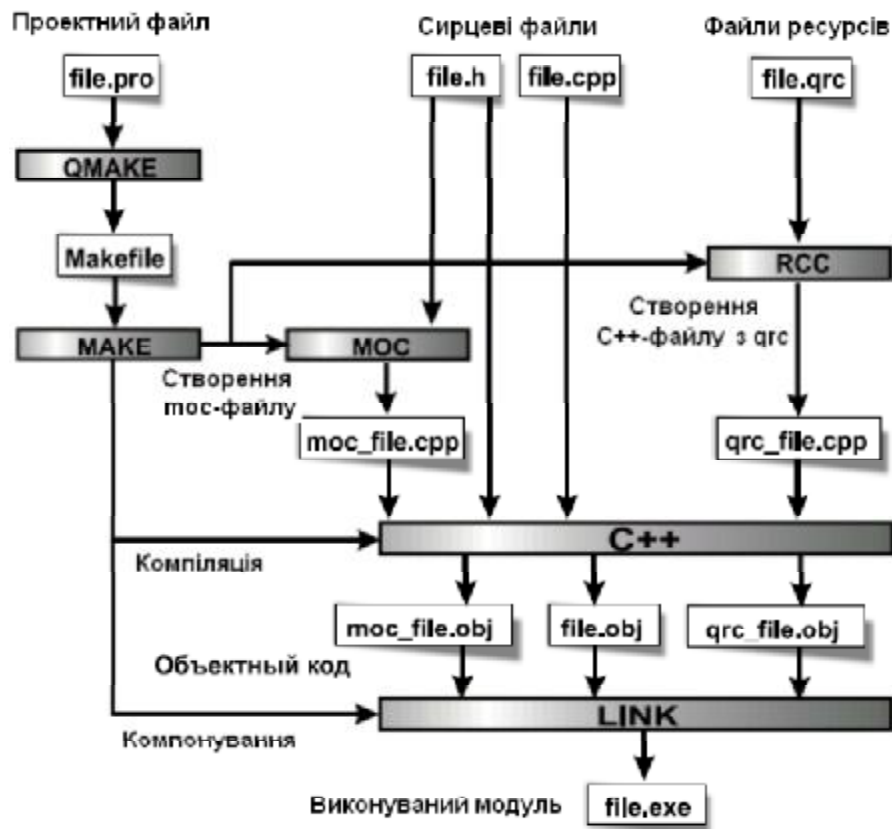 Проектний файл
Сирцеві файли
Файли ресурсів
file.pro
file.h
file.cpp
file.qrc
QMAKE
Makefile
RCC
Створення
C++-файлу з qrc
MAKE
MOC
Створення
moc-файлу
moc_file.cpp
qrc_file.cpp
C++
Компіляція
moc_file.obj
file.obj
qrc_file.obj
Объектный код
LINK
Компонування
Виконуваний модуль
file.exe